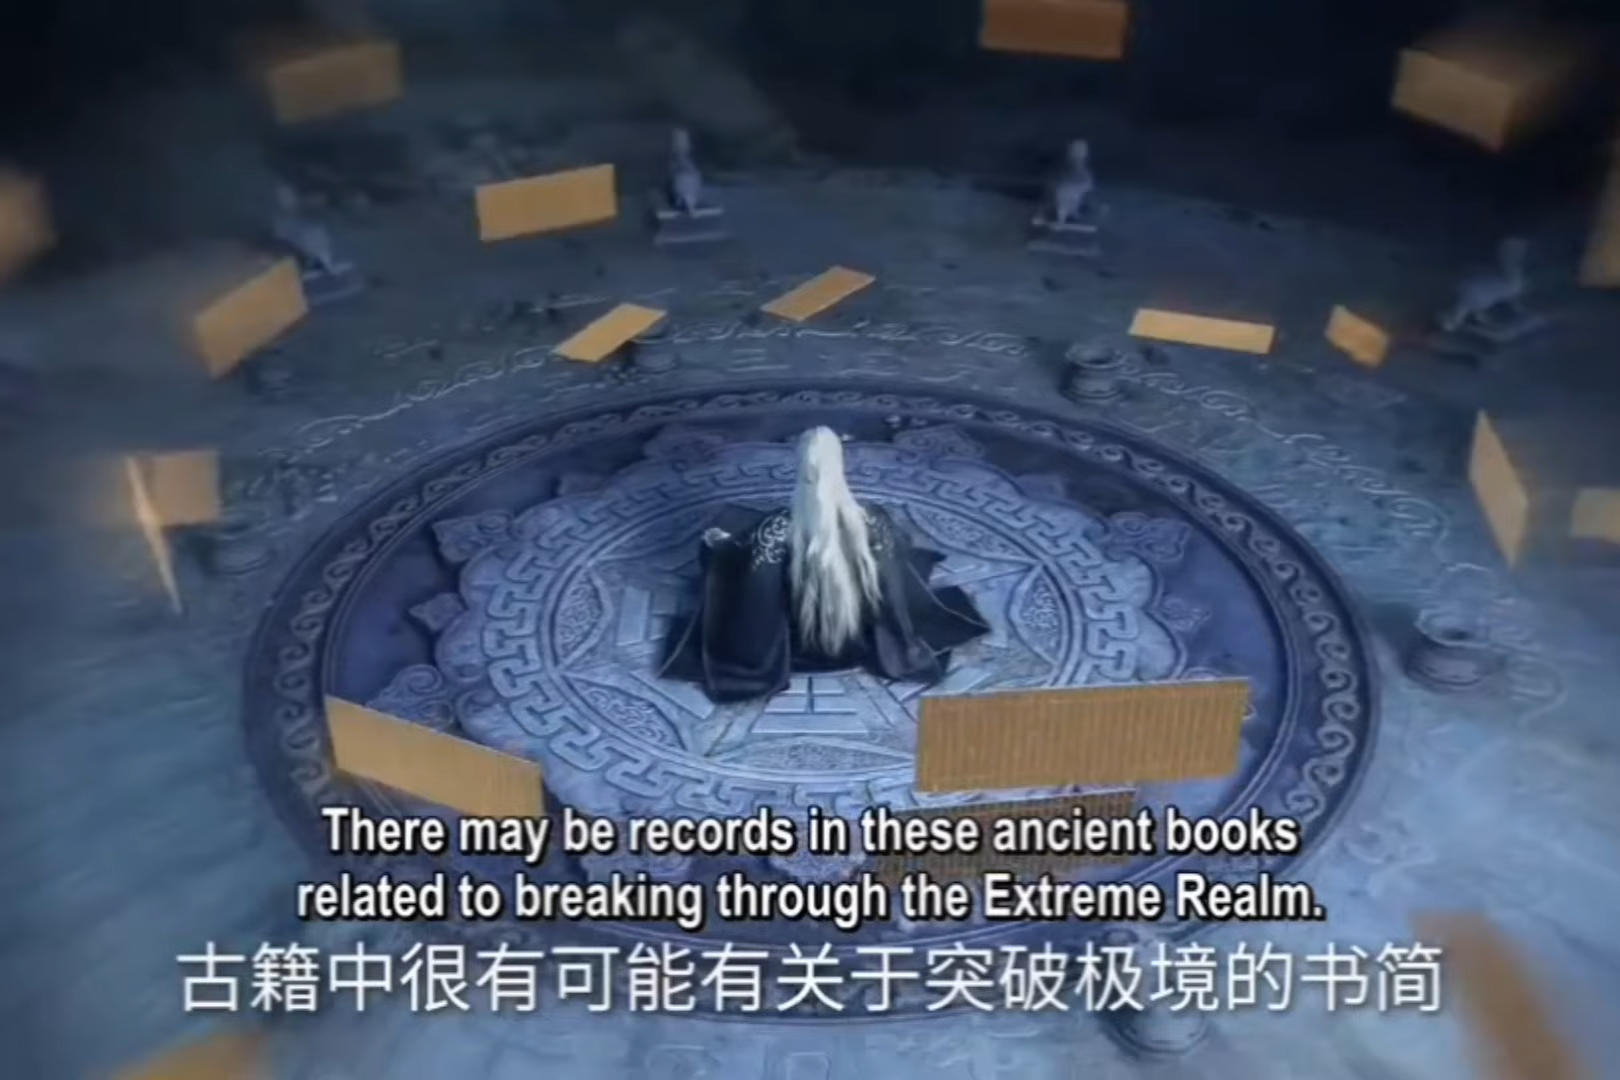 There may be records in these ancient books
related to breaking through the Extreme Realm.
古籍中很有可能有关于突破极境的书简